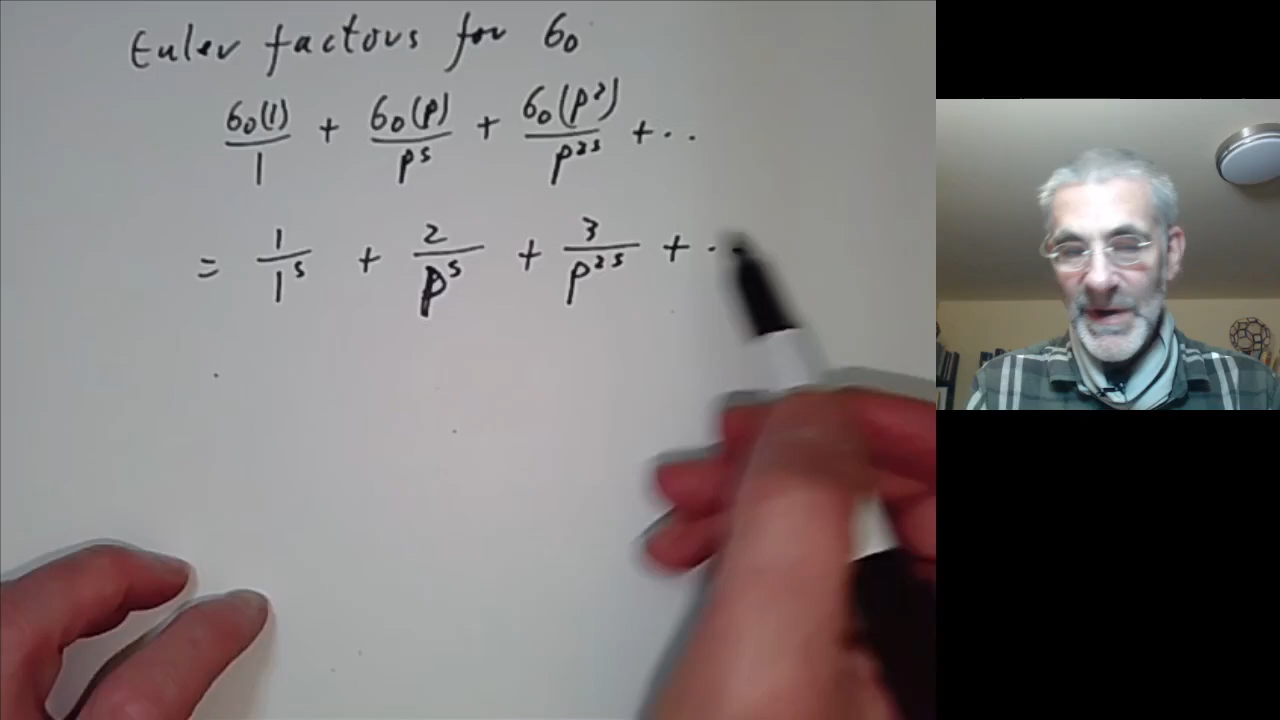 Euler factors for σ₀
σ₀(1)/1 + σ₀(p)/p^s + σ₀(p²)/p^{2s} + ..
= 1/1^s + 2/p^s + 3/p^{2s} + ..